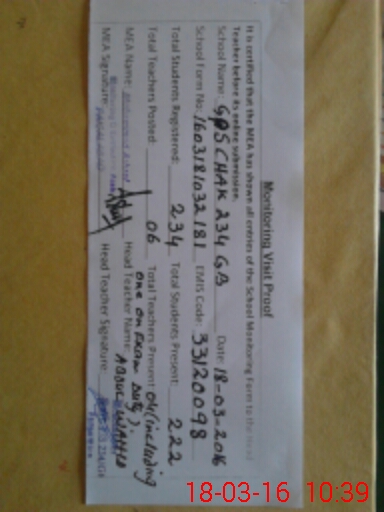 Monitoring Visit Proof
It is certified that the MEA has shown all entries of the School Monitoring Form to the Head
Teacher before its online submission.
School Name: GPS CHAK 234 GB Date: 18-03-2016
School Form No: 1603181032181 EMIS Code: 33120098
Total Students Registered: 234 Total Students Present: 222
Total Teachers Posted: 06 Total Teachers Present 06 (including
one on Exam Duty).
MEA Name: Head Teacher Name: ABDUL WAHEED
MEA Signature: Head Teacher Signature:
18-03-16 10:39